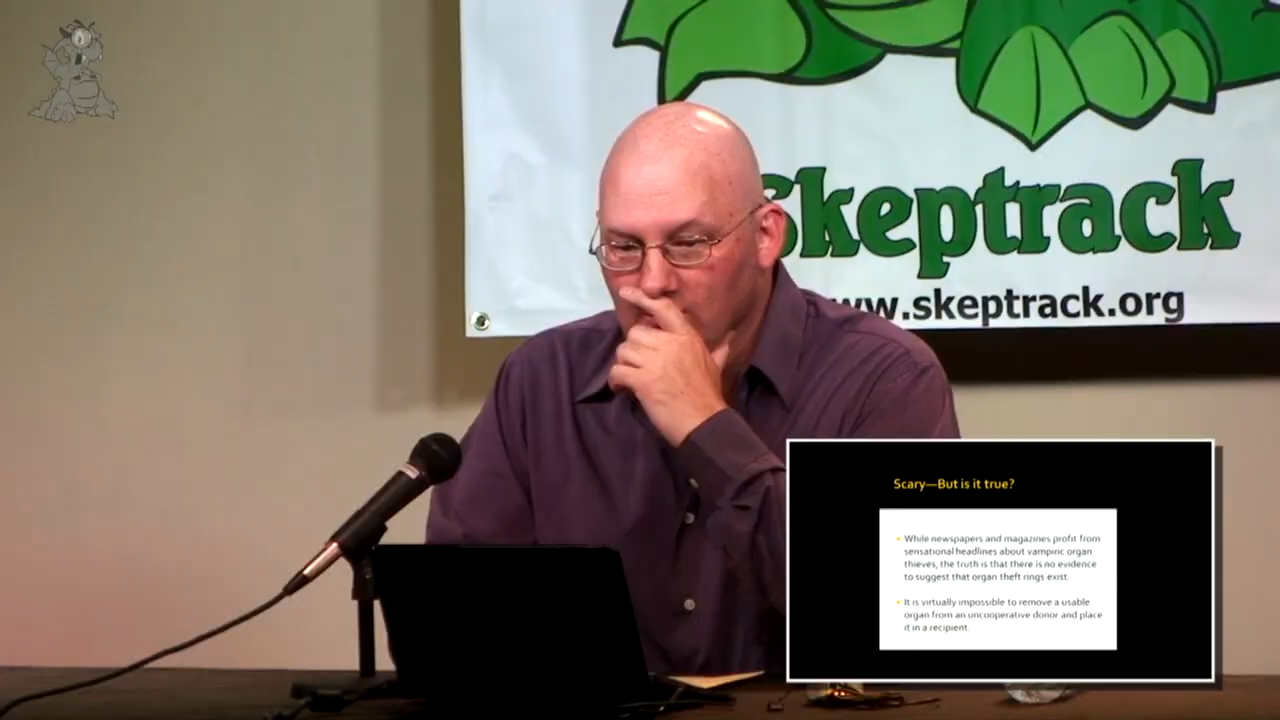 Skeptrack
www.skeptrack.org
Scary—But is it true?
While newspapers and magazines profit from
sensational headlines about vampiric organ
thieves, the truth is that there is no evidence
to suggest that organ theft rings exist.
It is virtually impossible to remove a usable
organ from an uncooperative donor and place
it in a recipient.